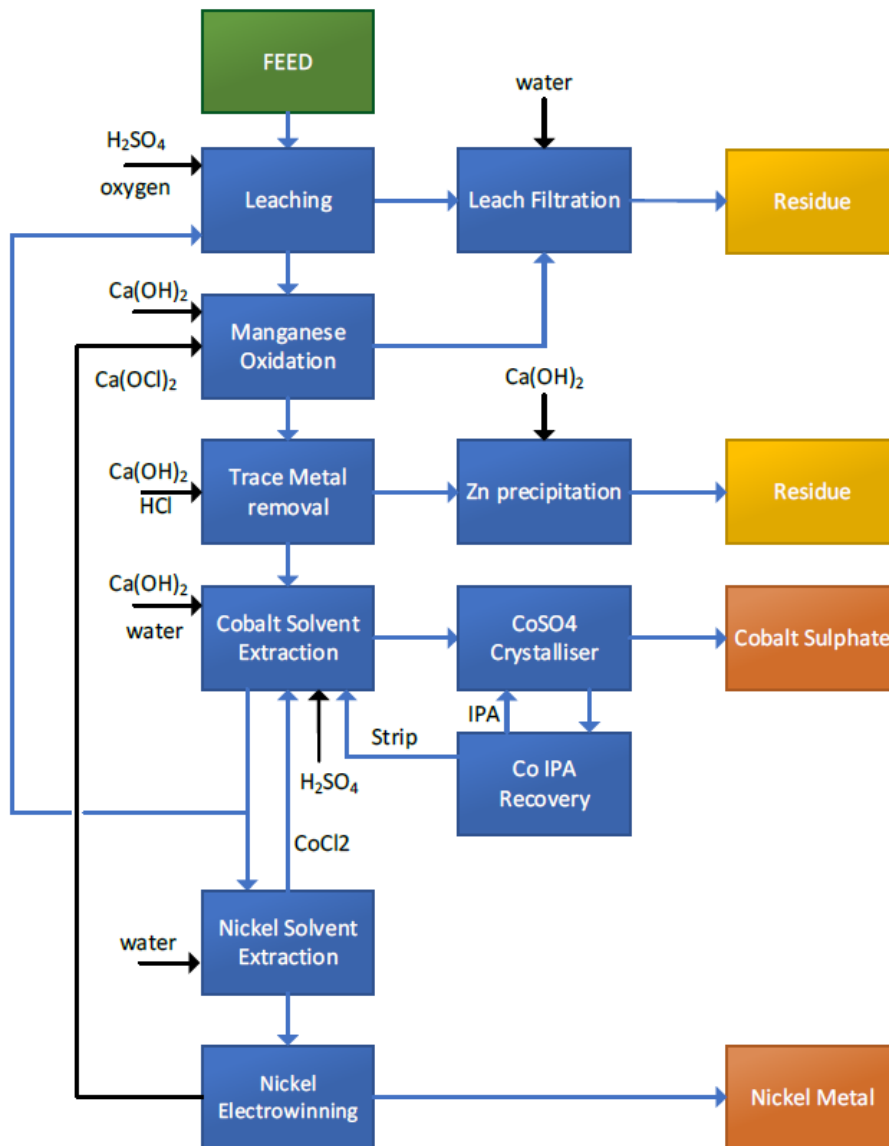 FEED
water
H₂SO₄
oxygen
Leaching
Leach Filtration
Residue
Ca(OH)₂
Manganese
Oxidation
Ca(OCl)₂
Ca(OH)₂
Ca(OH)₂
HCl
Trace Metal
removal
Zn precipitation
Residue
Ca(OH)₂
water
Cobalt Solvent
Extraction
CoSO4
Crystalliser
Cobalt Sulphate
IPA
Strip
H₂SO₄
Co IPA
Recovery
CoCl2
water
Nickel Solvent
Extraction
Nickel
Electrowinning
Nickel Metal